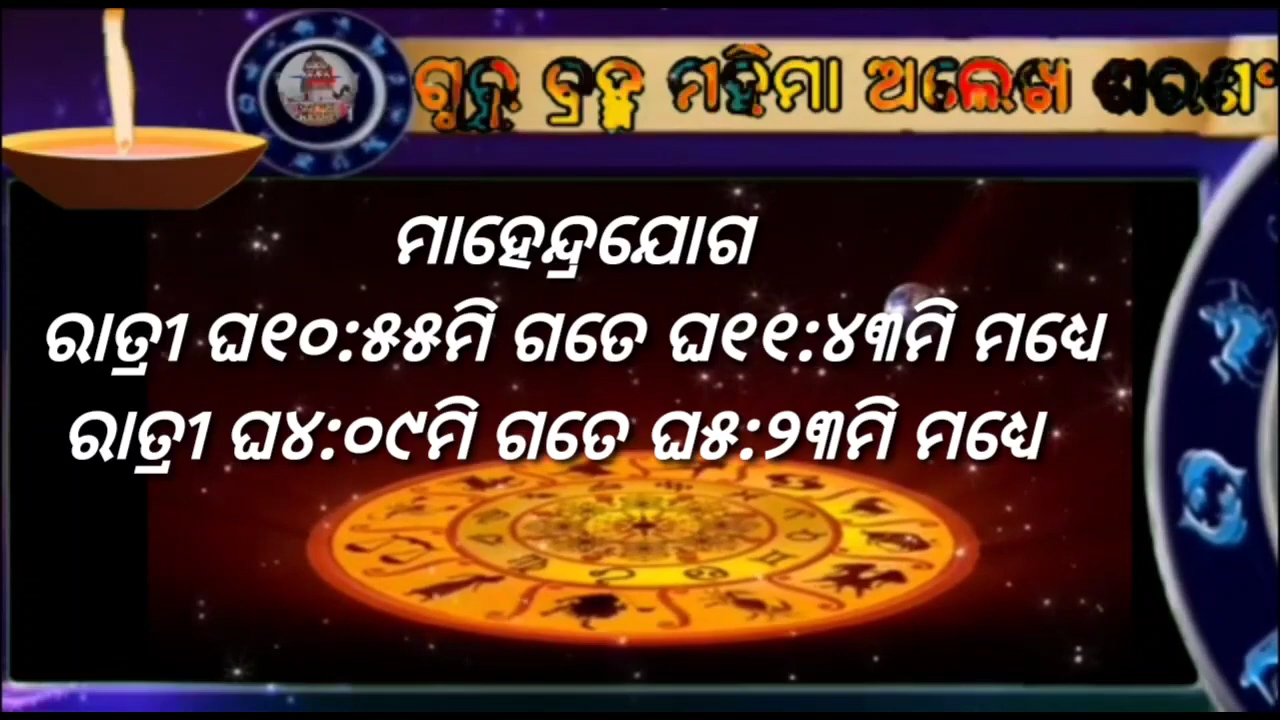 ବ୍ରହ୍ମ ମହିମା ଅଲେଖ ଶରଣଂ
ମାହେନ୍ଦ୍ରଯୋଗ
ରାତ୍ରୀ ଘ୧୦:୫୫ମି ଗତେ ଘ୧୧:୪୩ମି ମଧ୍ୟେ
ରାତ୍ରୀ ଘ୪:୦୯ମି ଗତେ ଘ୫:୨୩ମି ମଧ୍ୟେ